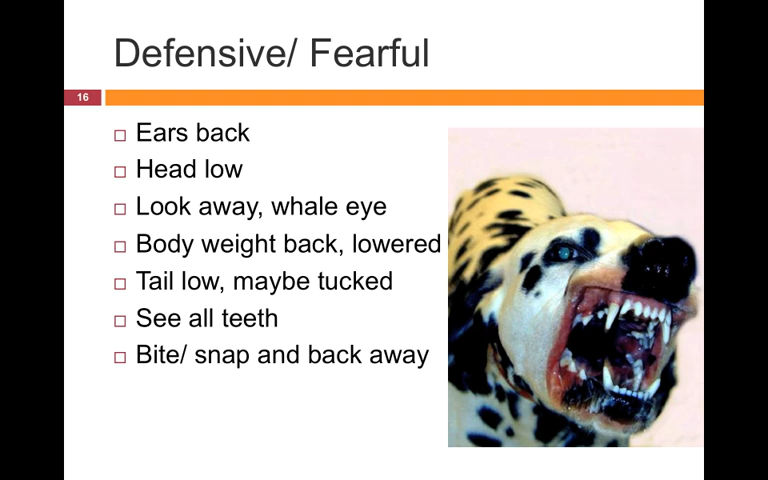 Defensive/ Fearful
16
Ears back
Head low
Look away, whale eye
Body weight back, lowered
Tail low, maybe tucked
See all teeth
Bite/ snap and back away